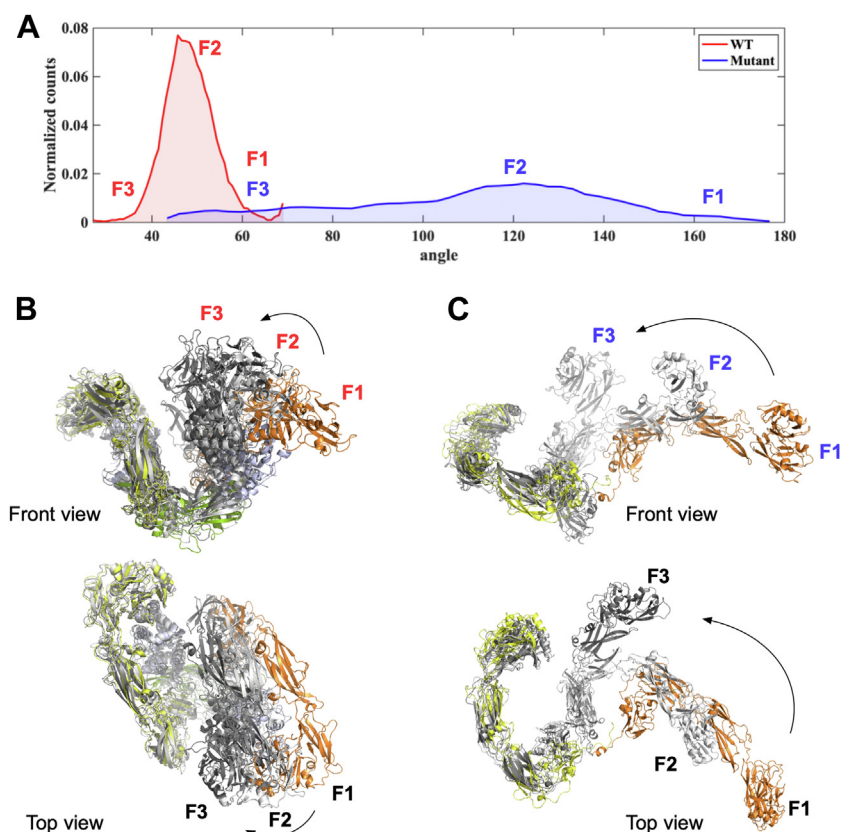 A
0.08
0.06
0.04
0.02
0
Normalized counts
F2
F3
F1
F3
F2
F1
WT
Mutant
40
60
80
100
120
140
160
180
angle
B
F3
F2
F1
Front view
C
F3
F2
F1
Front view
F3
F2
F1
Top view
F3
F2
F1
Top view